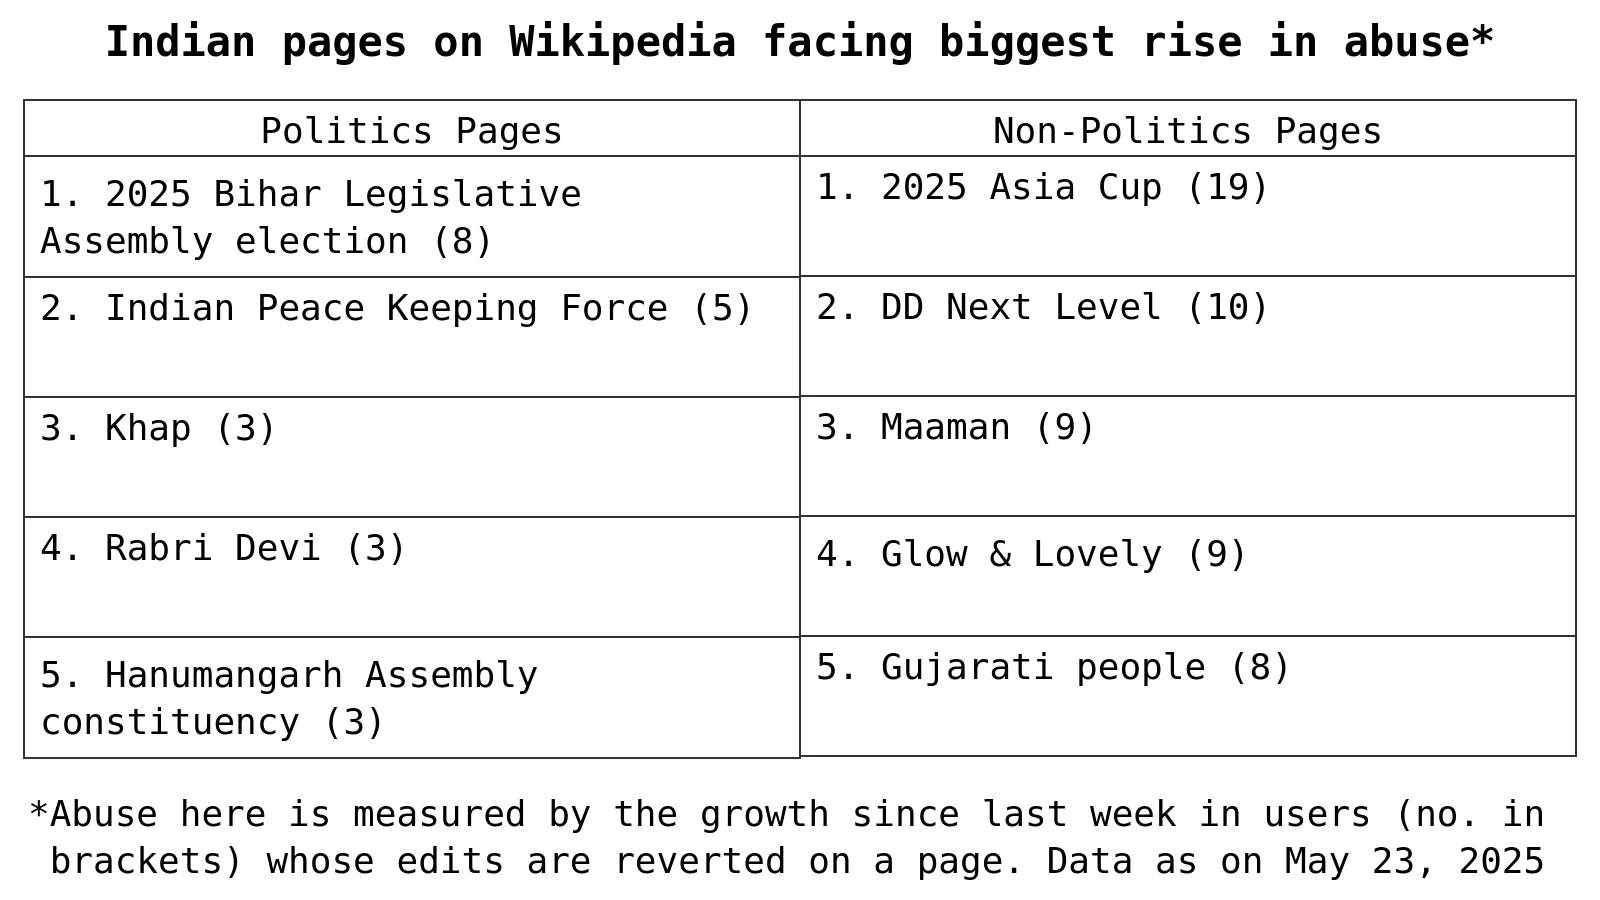 Indian pages on Wikipedia facing biggest rise in abuse*
Politics Pages
Non-Politics Pages
1. 2025 Bihar Legislative
Assembly election (8)
1. 2025 Asia Cup (19)
2. Indian Peace Keeping Force (5)
2. DD Next Level (10)
3. Khap (3)
3. Maaman (9)
4. Rabri Devi (3)
4. Glow & Lovely (9)
5. Hanumangarh Assembly
constituency (3)
5. Gujarati people (8)
*Abuse here is measured by the growth since last week in users (no. in
brackets) whose edits are reverted on a page. Data as on May 23, 2025